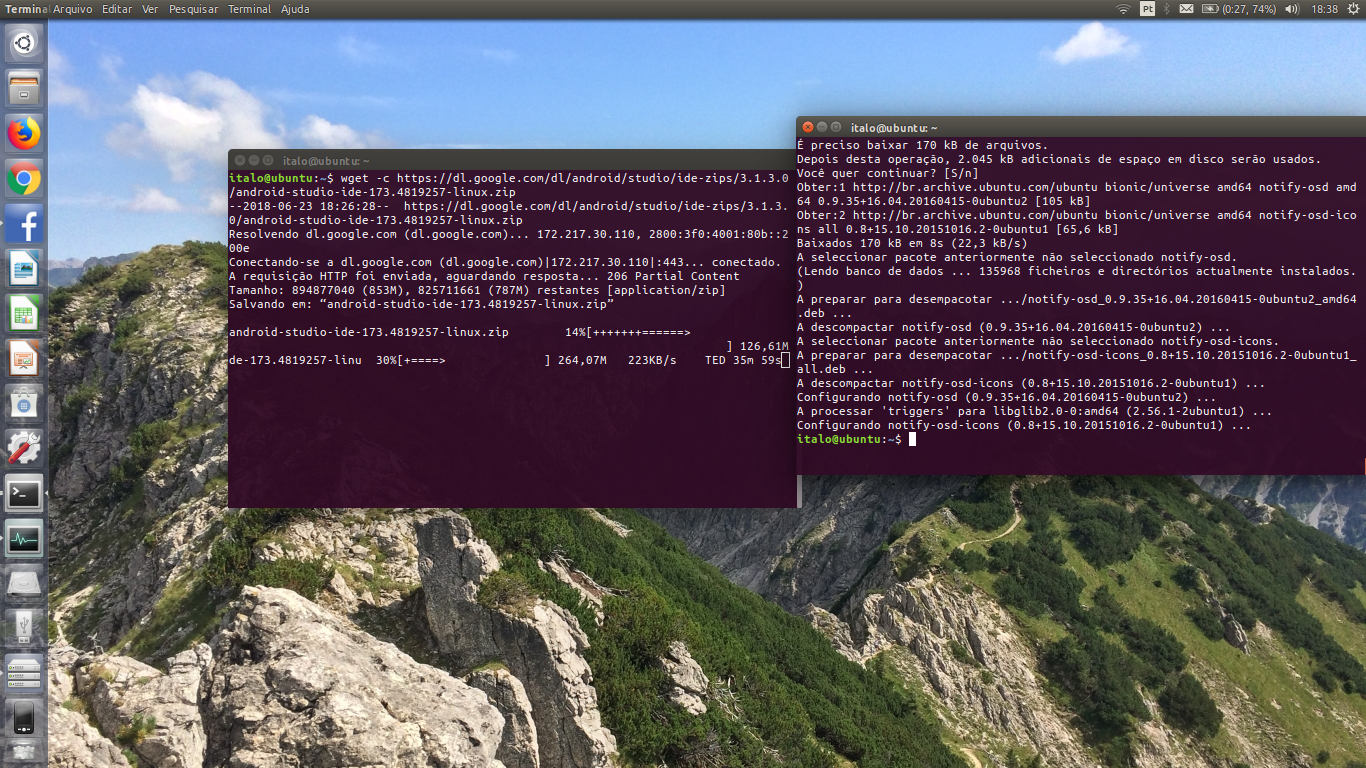 Terminal Arquivo Editar Ver Pesquisar Terminal Ajuda
Pt (0:27, 74%) 18:38
italo@ubuntu: ~
italo@ubuntu:~$ wget -c https://dl.google.com/dl/android/studio/ide-zips/3.1.3.0
/android-studio-ide-173.4819257-linux.zip
--2018-06-23 18:26:28--  https://dl.google.com/dl/android/studio/ide-zips/3.1.3.
0/android-studio-ide-173.4819257-linux.zip
Resolvendo dl.google.com (dl.google.com)... 172.217.30.110, 2800:3f0:4001:80b::2
00e
Conectando-se a dl.google.com (dl.google.com)|172.217.30.110|:443... conectado.
A requisição HTTP foi enviada, aguardando resposta... 206 Partial Content
Tamanho: 894877040 (853M), 825711661 (787M) restantes [application/zip]
Salvando em: “android-studio-ide-173.4819257-linux.zip”
android-studio-ide-173.4819257-linux.zip        14%[+++++++======>
] 126,61M
de-173.4819257-linu  30%[+====>              ] 264,07M   223KB/s    TED 35m 59s
italo@ubuntu: ~
É preciso baixar 170 kB de arquivos.
Depois desta operação, 2.045 kB adicionais de espaço em disco serão usados.
Você quer continuar? [S/n]
Obter:1 http://br.archive.ubuntu.com/ubuntu bionic/universe amd64 notify-osd amd
64 0.9.35+16.04.20160415-0ubuntu2 [105 kB]
Obter:2 http://br.archive.ubuntu.com/ubuntu bionic/universe amd64 notify-osd-ico
ns all 0.8+15.10.20151016.2-0ubuntu1 [65,6 kB]
Baixados 170 kB em 8s (22,3 kB/s)
A seleccionar pacote anteriormente não seleccionado notify-osd.
(Lendo banco de dados ... 135968 ficheiros e directórios actualmente instalados.
)
A preparar para desempacotar .../notify-osd_0.9.35+16.04.20160415-0ubuntu2_amd64
.deb ...
A descompactar notify-osd (0.9.35+16.04.20160415-0ubuntu2) ...
A seleccionar pacote anteriormente não seleccionado notify-osd-icons.
A preparar para desempacotar .../notify-osd-icons_0.8+15.10.20151016.2-0ubuntu1_
all.deb ...
A descompactar notify-osd-icons (0.8+15.10.20151016.2-0ubuntu1) ...
Configurando notify-osd (0.9.35+16.04.20160415-0ubuntu2) ...
A processar 'triggers' para libglib2.0-0:amd64 (2.56.1-2ubuntu1) ...
Configurando notify-osd-icons (0.8+15.10.20151016.2-0ubuntu1) ...
italo@ubuntu:~$